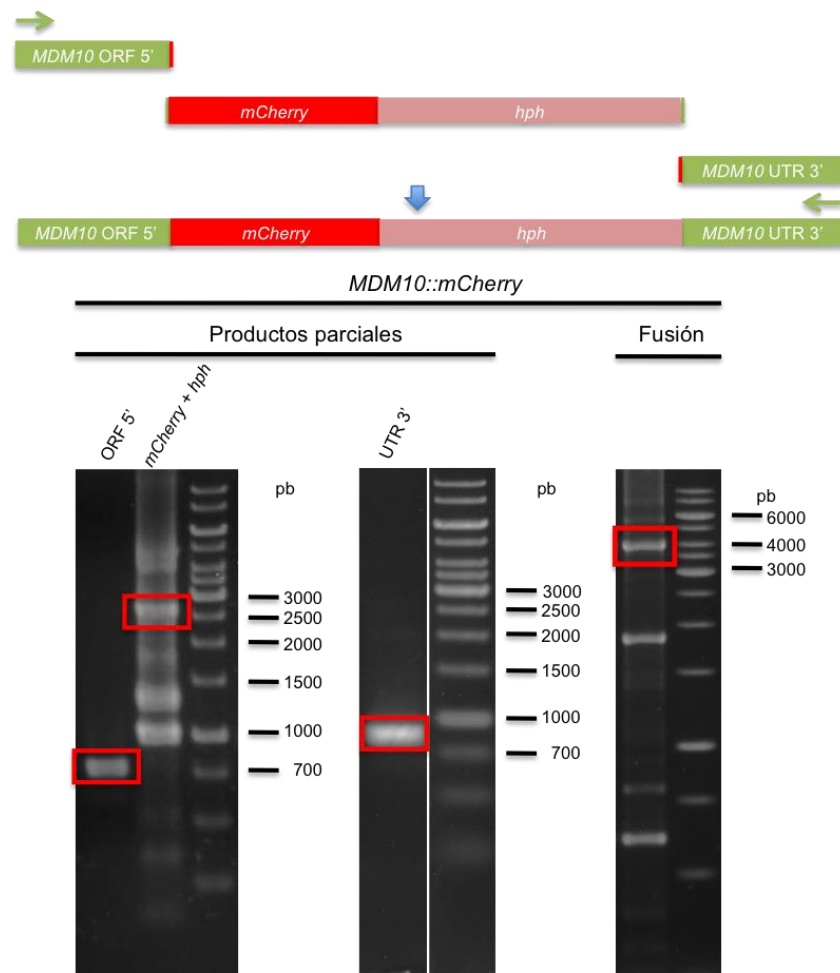 MDM10 ORF 5'
mCherry hph
MDM10 UTR 3'
MDM10 ORF 5' mCherry hph MDM10 UTR 3'
MDM10::mCherry
Productos parciales
Fusión
ORF 5'
mCherry + hph
UTR 3'
pb
3000
2500
2000
1500
1000
700
pb
3000
2500
2000
1500
1000
700
pb
6000
4000
3000